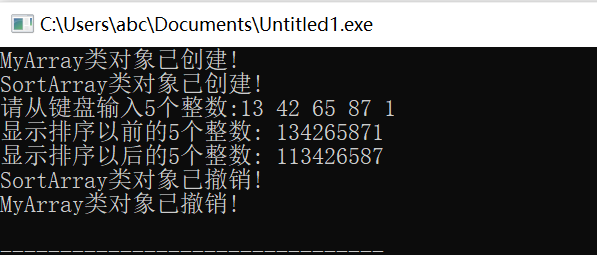 C:\Users\abc\Documents\Untitled1.exe
MyArray类对象已创建!
SortArray类对象已创建!
请从键盘输入5个整数:13 42 65 87 1
显示排序以前的5个整数: 134265871
显示排序以后的5个整数: 113426587
SortArray类对象已撤销!
MyArray类对象已撤销!
--------------------------------